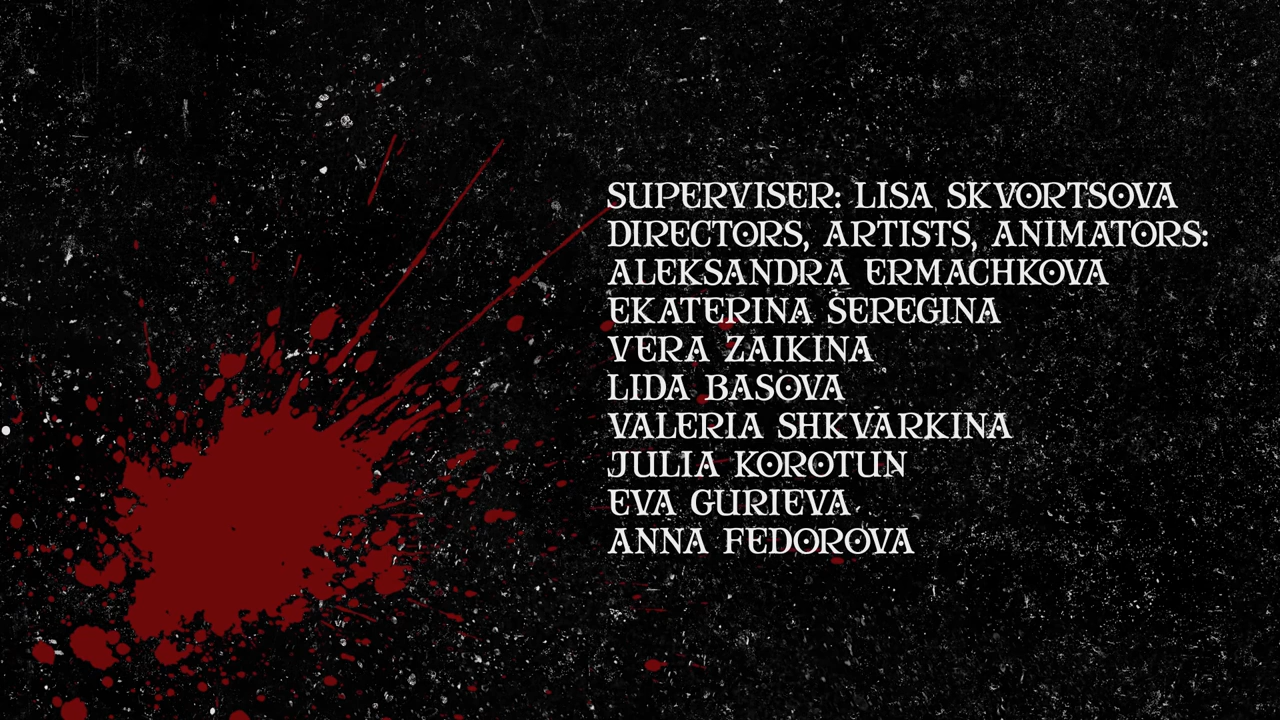 SUPERVISER: LISA SKVORTSOVA
DIRECTORS, ARTISTS, ANIMATORS:
ALEKSANDRA ERMACHKOVA
EKATERINA SEREGINA
VERA ZAIKINA
LIDA BASOVA
VALERIA SHKVARKINA
JULIA KOROTUN
EVA GURIEVA
ANNA FEDOROVA